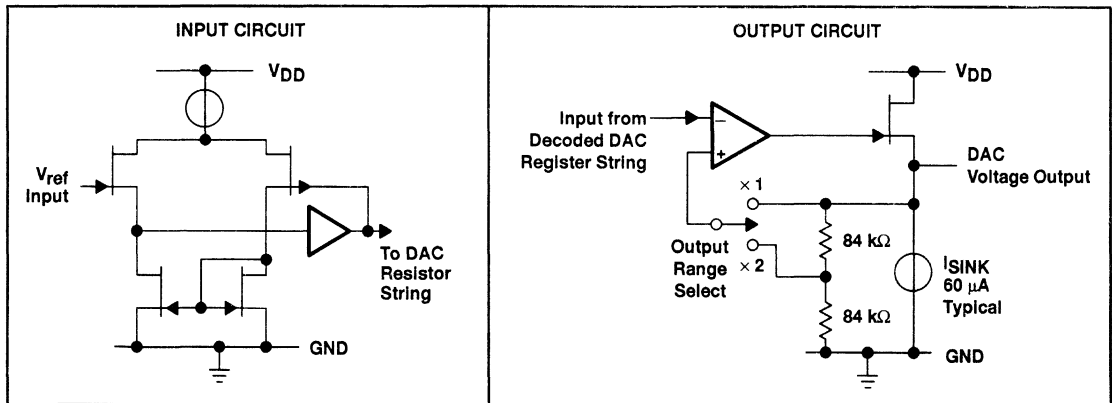 INPUT CIRCUIT
VDD
Vref
Input
To DAC
Resistor
String
GND
OUTPUT CIRCUIT
VDD
Input from
Decoded DAC
Register String
−
+
DAC
Voltage Output
× 1
Output
Range
Select
× 2
84 kΩ
84 kΩ
ISINK
60 μA
Typical
GND